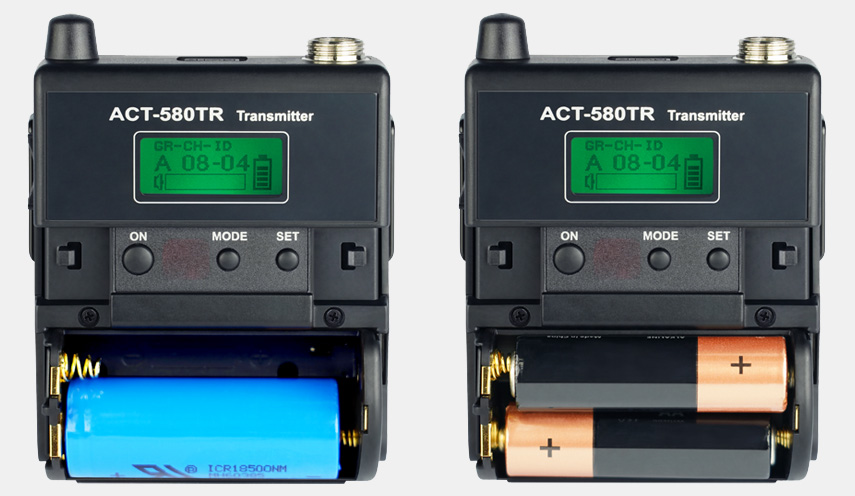 ACT-580TR Transmitter
GR-CH-ID
A 08-04
ON MODE SET
ICR18500NM
ACT-580TR Transmitter
GR-CH-ID
A 08-04
ON MODE SET
+
+